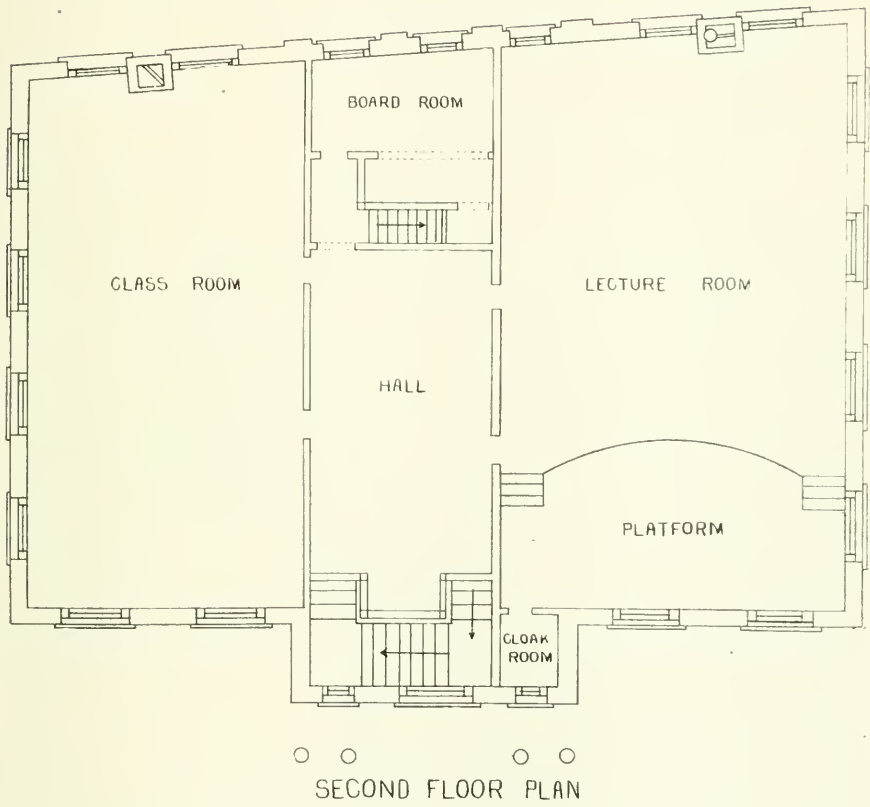 BOARD ROOM
CLASS ROOM
LECTURE ROOM
HALL
PLATFORM
CLOAK
ROOM
SECOND FLOOR PLAN